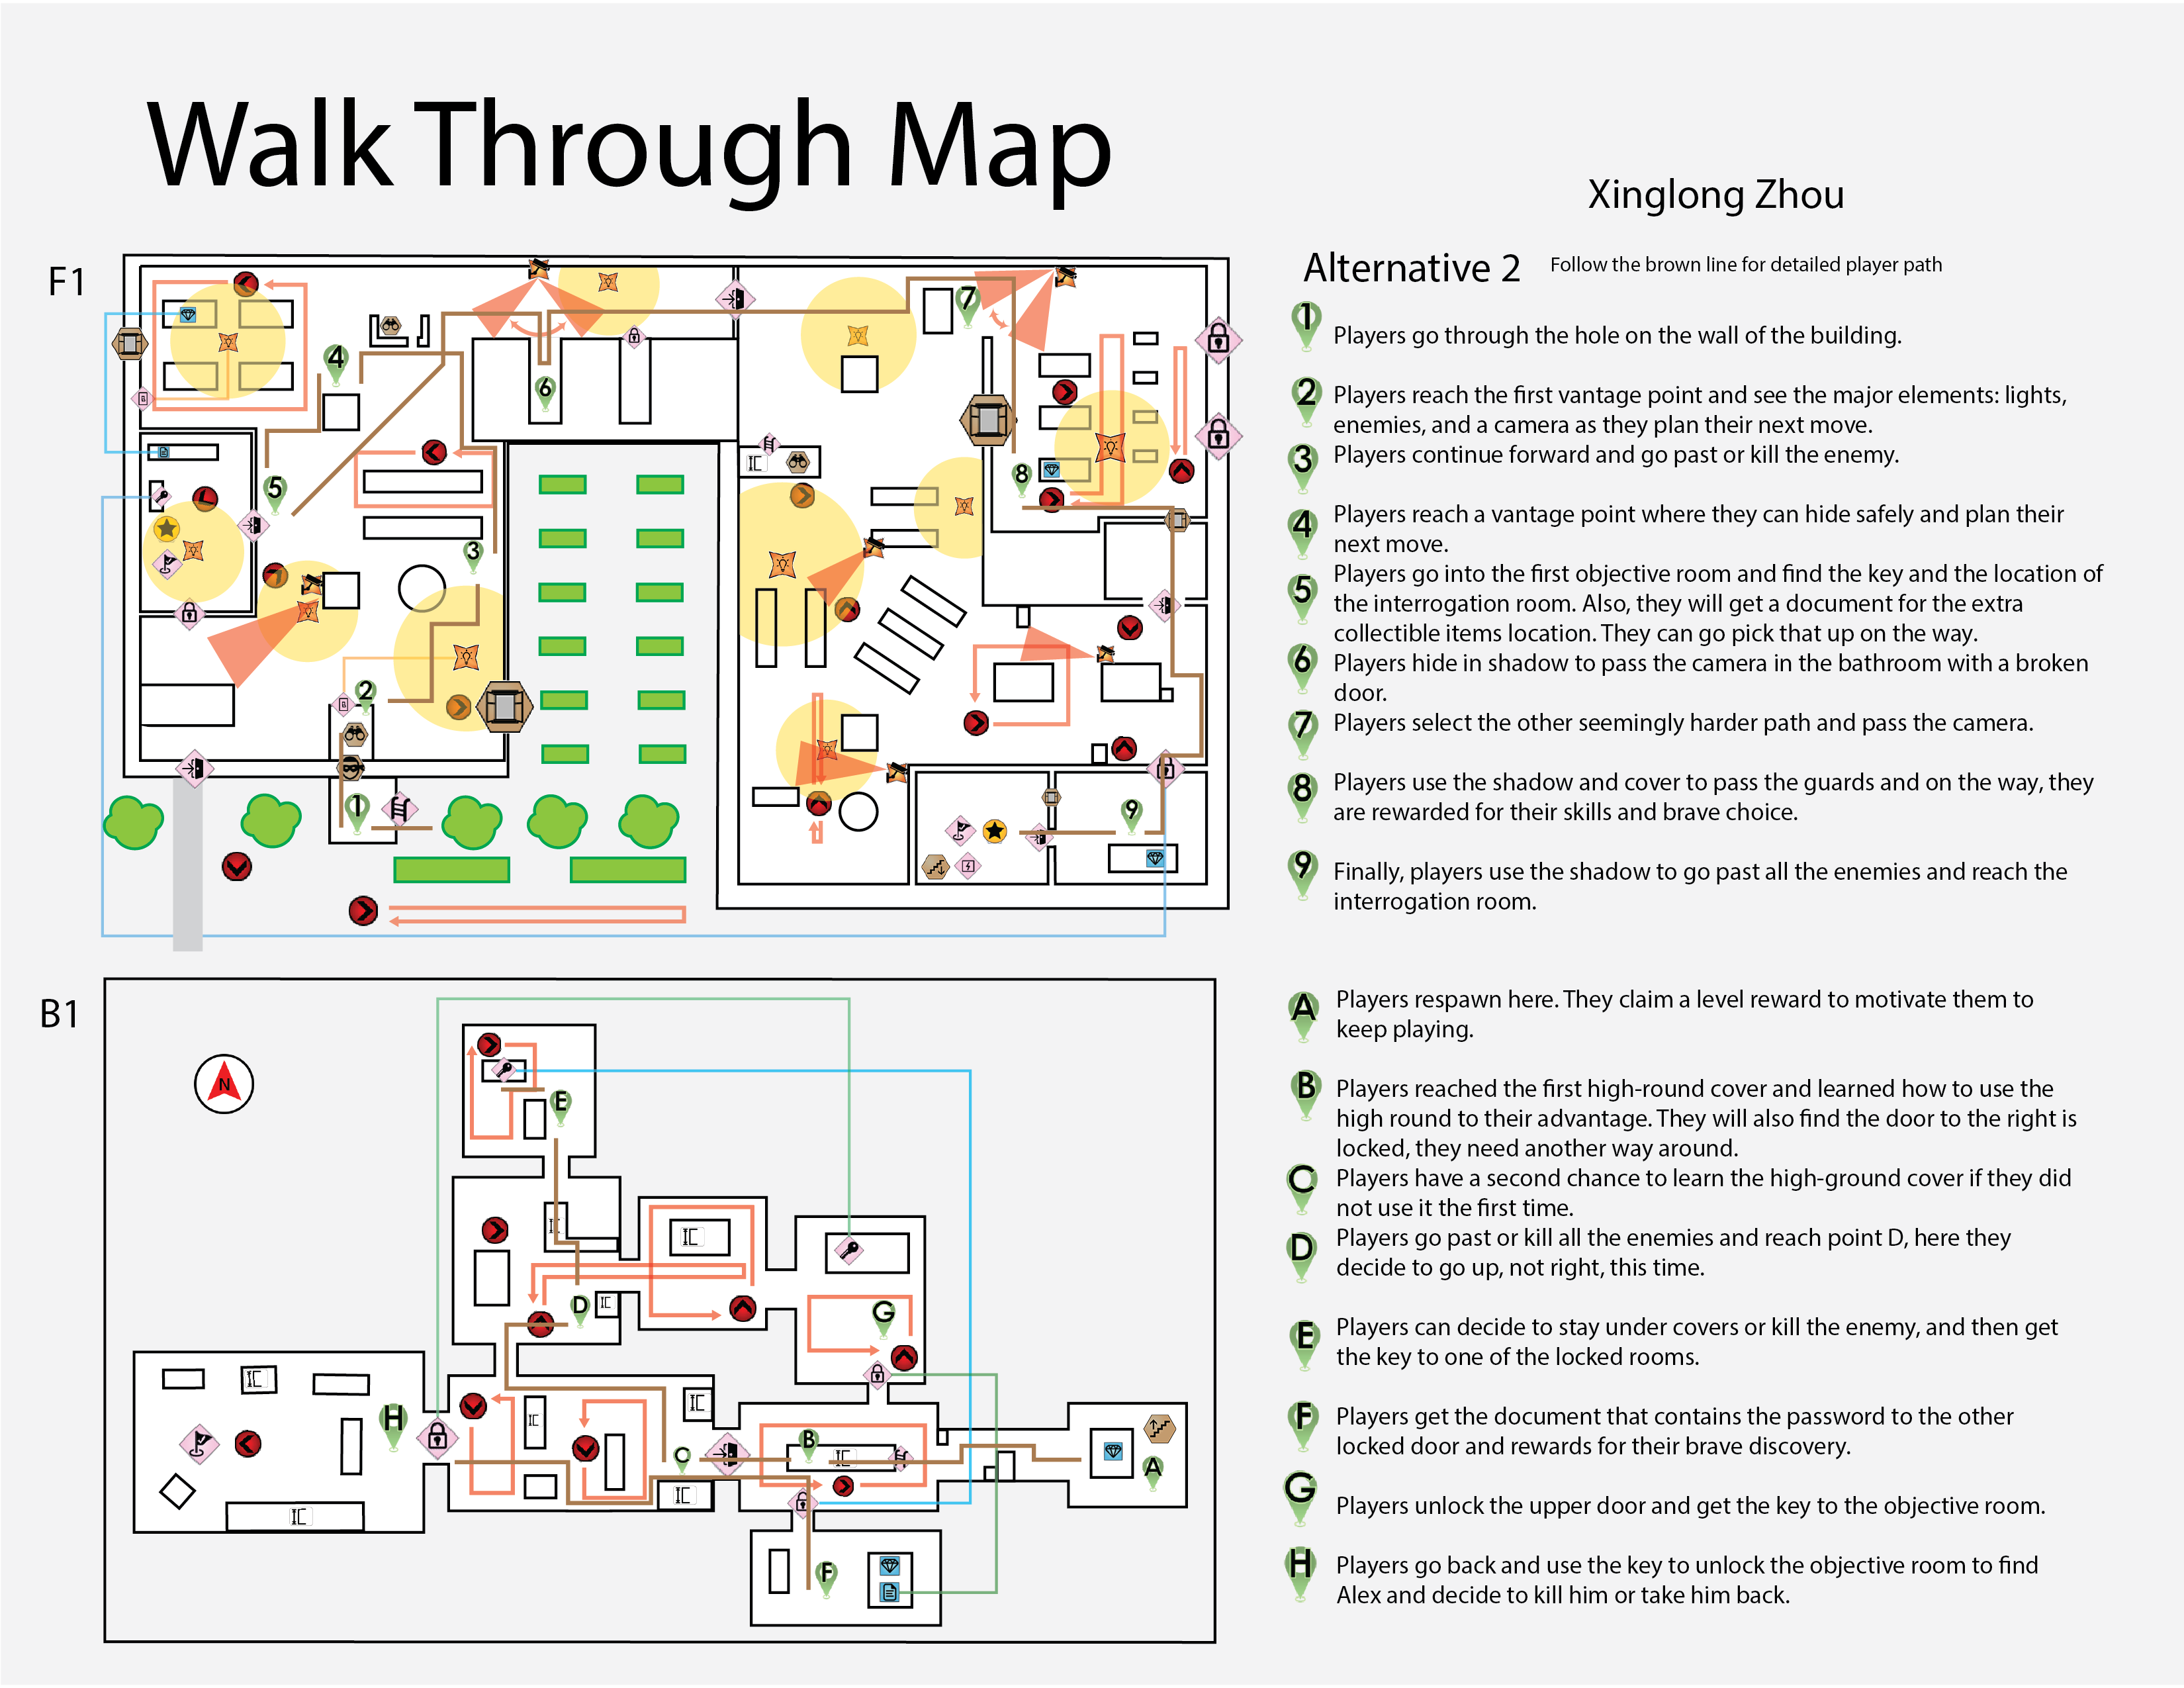 Walk Through Map
Xinglong Zhou
F1
Alternative 2
Follow the brown line for detailed player path
1
Players go through the hole on the wall of the building.
2
Players reach the first vantage point and see the major elements: lights,
enemies, and a camera as they plan their next move.
3
Players continue forward and go past or kill the enemy.
4
Players reach a vantage point where they can hide safely and plan their
next move.
5
Players go into the first objective room and find the key and the location of
the interrogation room. Also, they will get a document for the extra
collectible items location. They can go pick that up on the way.
6
Players hide in shadow to pass the camera in the bathroom with a broken
door.
7
Players select the other seemingly harder path and pass the camera.
8
Players use the shadow and cover to pass the guards and on the way, they
are rewarded for their skills and brave choice.
9
Finally, players use the shadow to go past all the enemies and reach the
interrogation room.
7
4
6
8
5
3
2
1
9
B1
N
A
Players respawn here. They claim a level reward to motivate them to
keep playing.
B
Players reached the first high-round cover and learned how to use the
high round to their advantage. They will also find the door to the right is
locked, they need another way around.
C
Players have a second chance to learn the high-ground cover if they did
not use it the first time.
D
Players go past or kill all the enemies and reach point D, here they
decide to go up, not right, this time.
E
Players can decide to stay under covers or kill the enemy, and then get
the key to one of the locked rooms.
F
Players get the document that contains the password to the other
locked door and rewards for their brave discovery.
G
Players unlock the upper door and get the key to the objective room.
H
Players go back and use the key to unlock the objective room to find
Alex and decide to kill him or take him back.
E
D
G
H
B
C
A
F